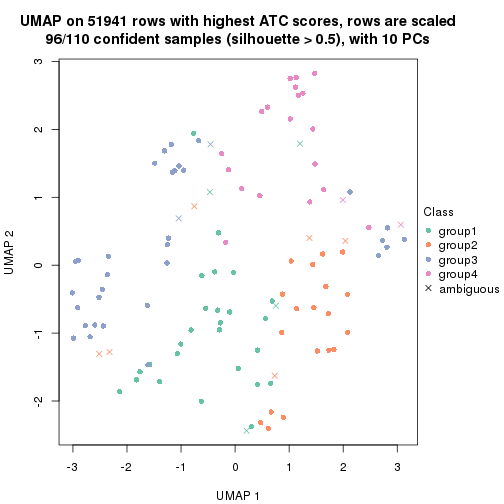 UMAP on 51941 rows with highest ATC scores, rows are scaled
96/110 confident samples (silhouette > 0.5), with 10 PCs
3
2
1
0
-1
-2
UMAP 2
-3 -2 -1 0 1 2 3
UMAP 1
Class
group1
group2
group3
group4
ambiguous